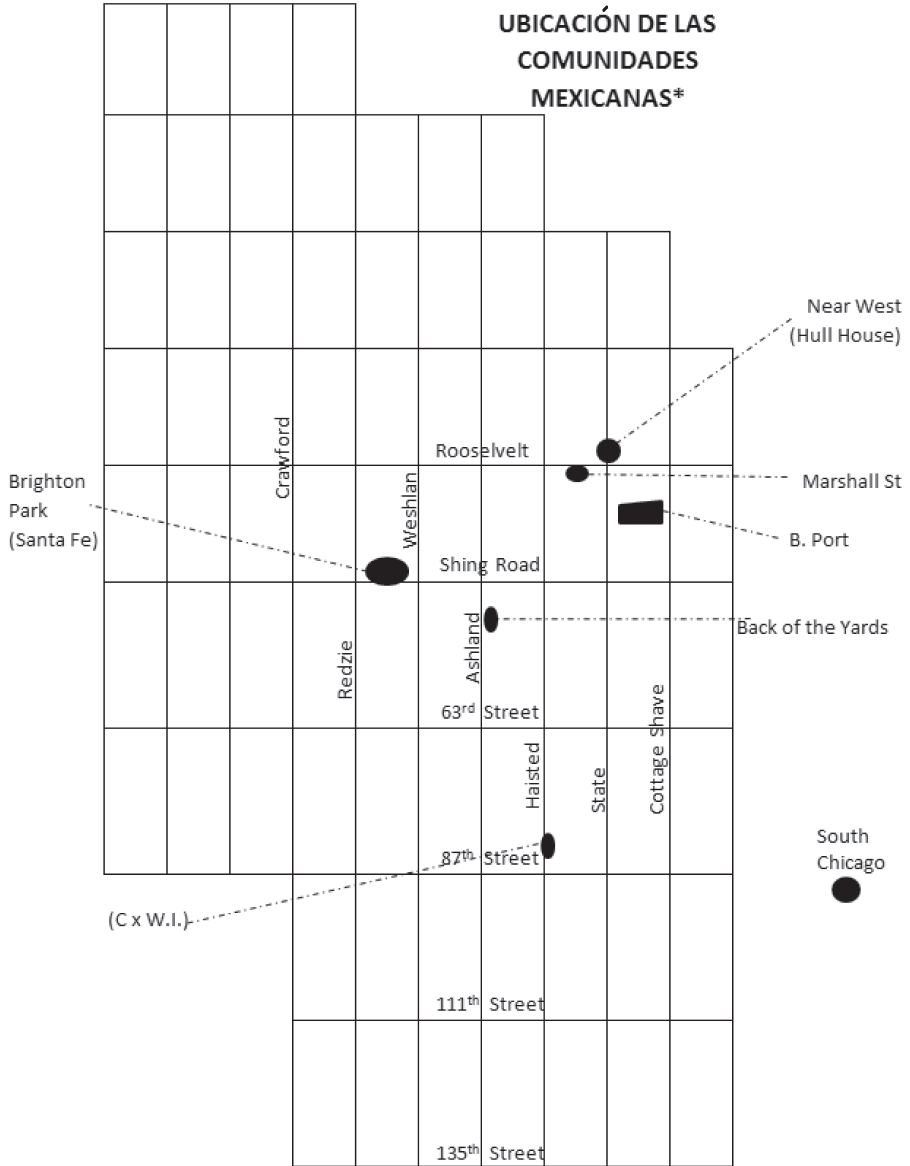 UBICACIÓN DE LAS
COMUNIDADES
MEXICANAS*
Near West
(Hull House)
Crawford
Rooselvelt
Brighton
Park
(Santa Fe)
Weshlan
Marshall St
B. Port
Shing Road
Back of the Yards
Redzie
Ashland
63rd Street
Haisted
State
Cottage Shave
South
Chicago
87th Street
(C x W.I.)
111th Street
135th Street